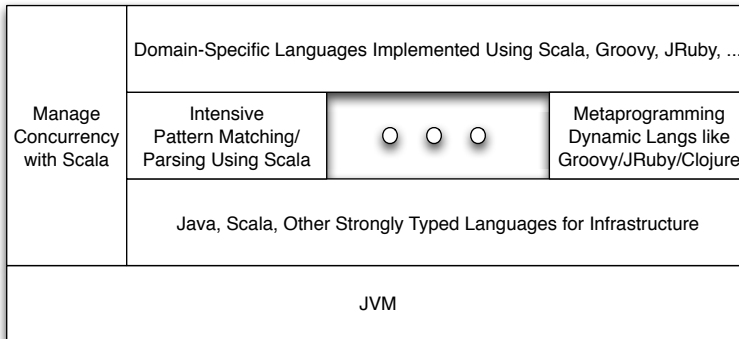 Domain-Specific Languages Implemented Using Scala, Groovy, JRuby, ...
Manage
Concurrency
with Scala
Intensive
Pattern Matching/
Parsing Using Scala
Metaprogramming
Dynamic Langs like
Groovy/JRuby/Clojure
Java, Scala, Other Strongly Typed Languages for Infrastructure
JVM